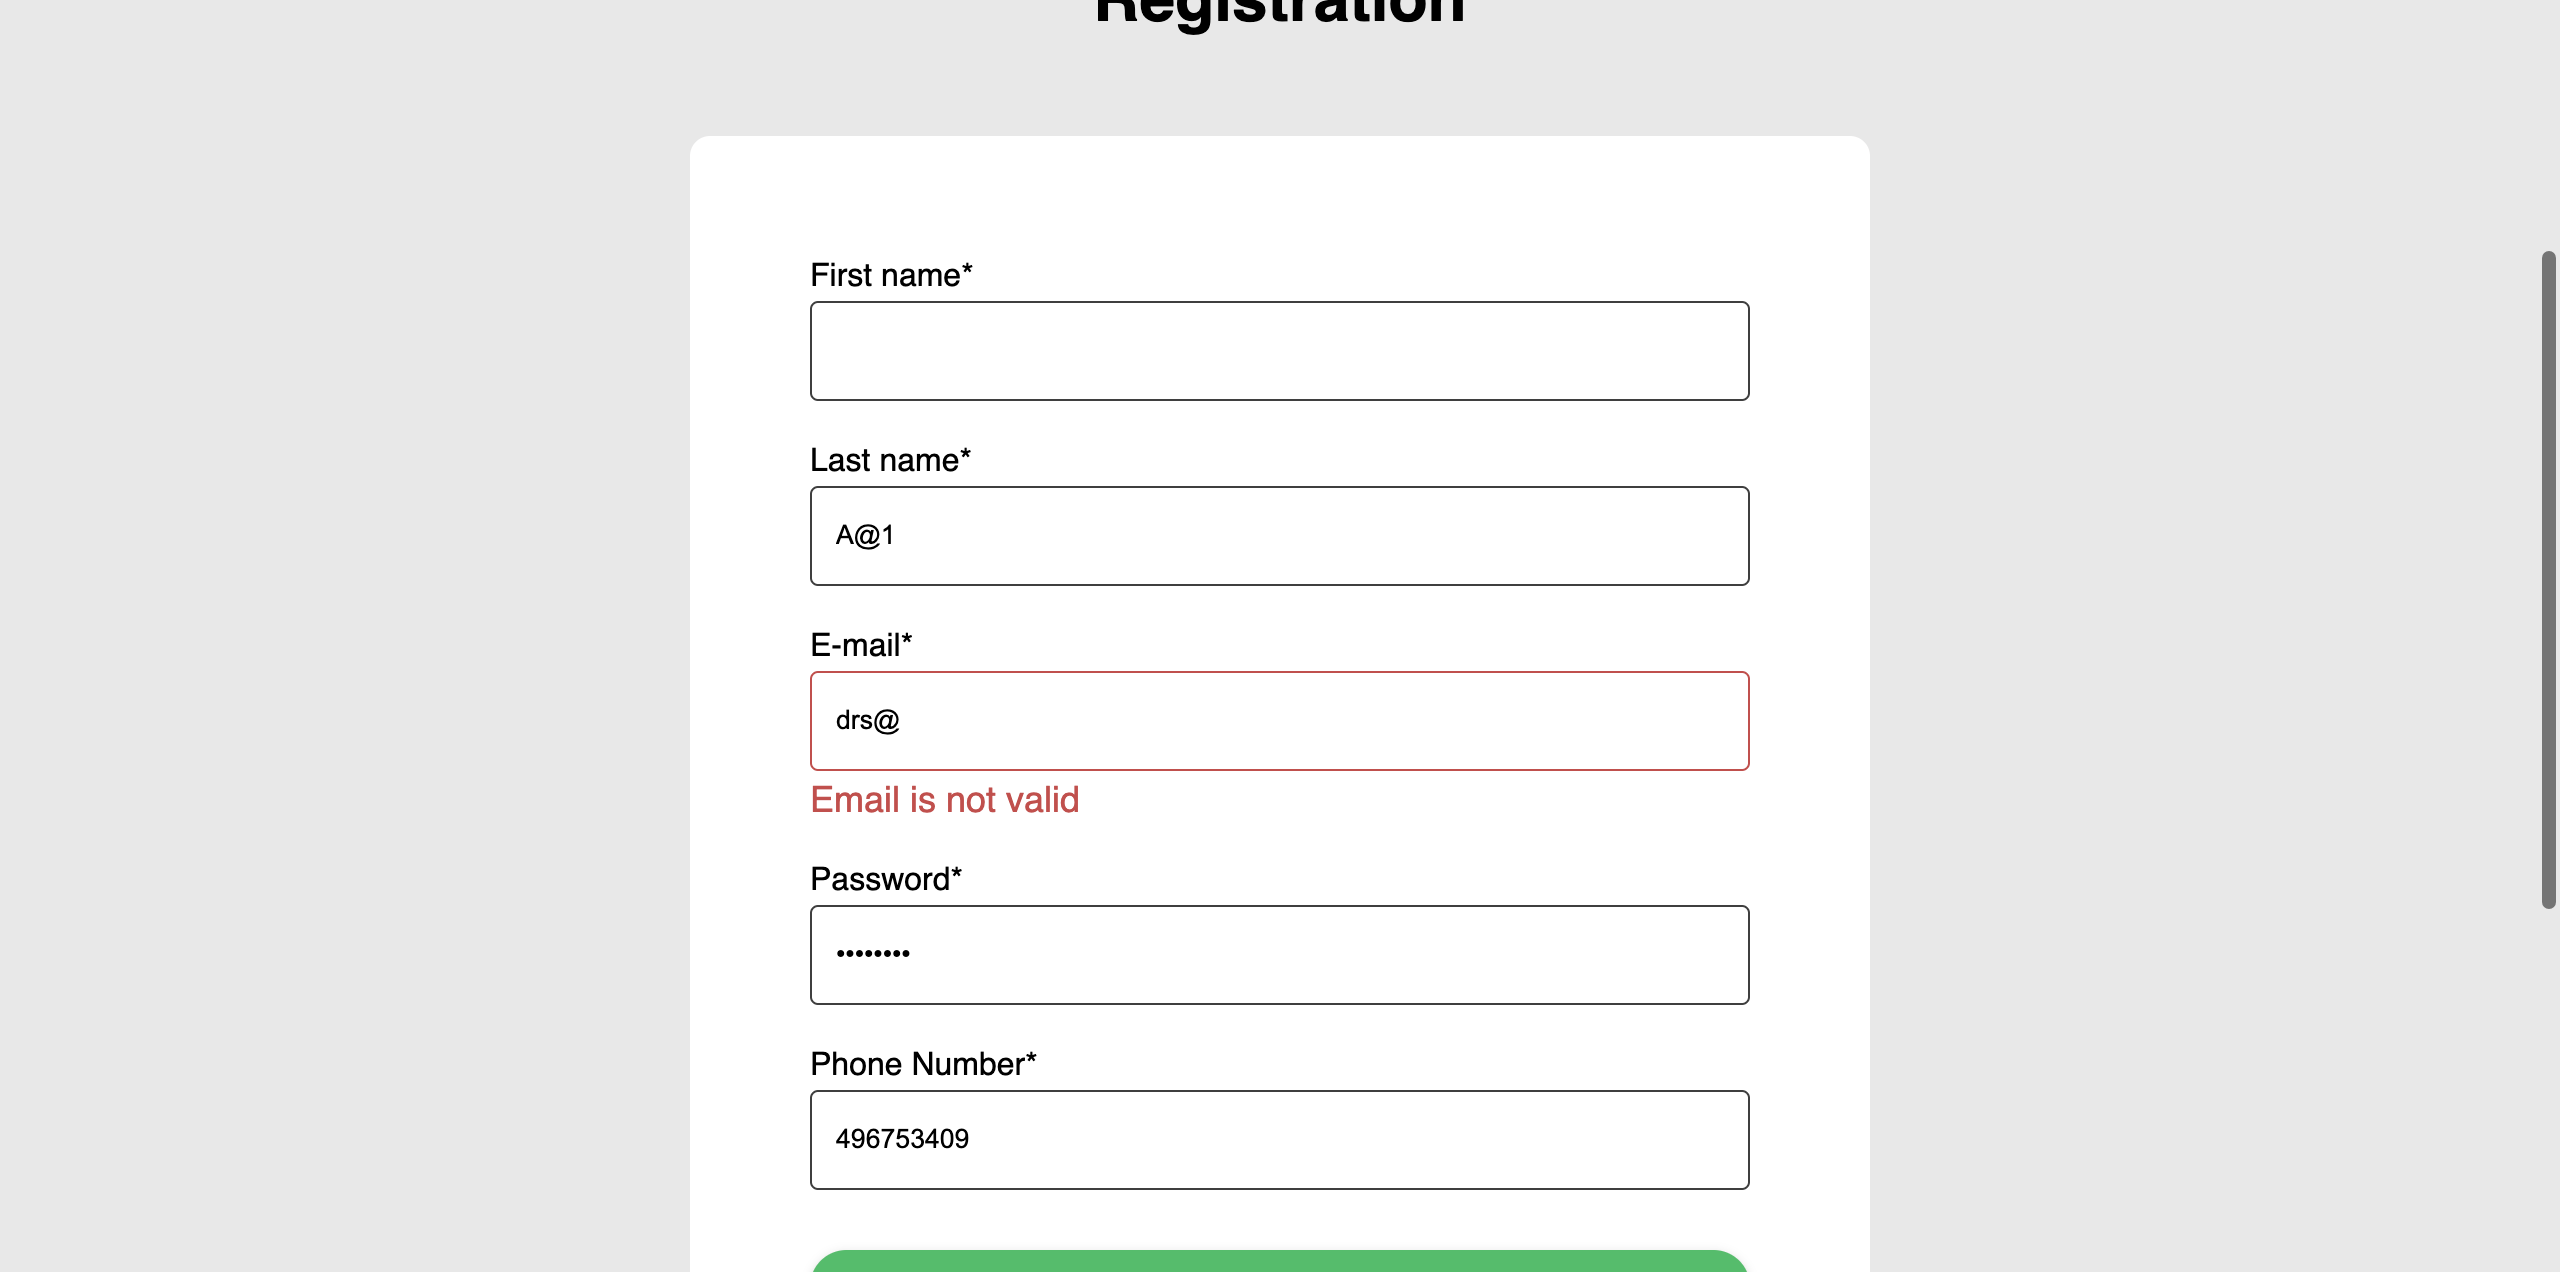 Registration
First name*
Last name*
A@1
E-mail*
drs@
Email is not valid
Password*
••••••••
Phone Number*
496753409